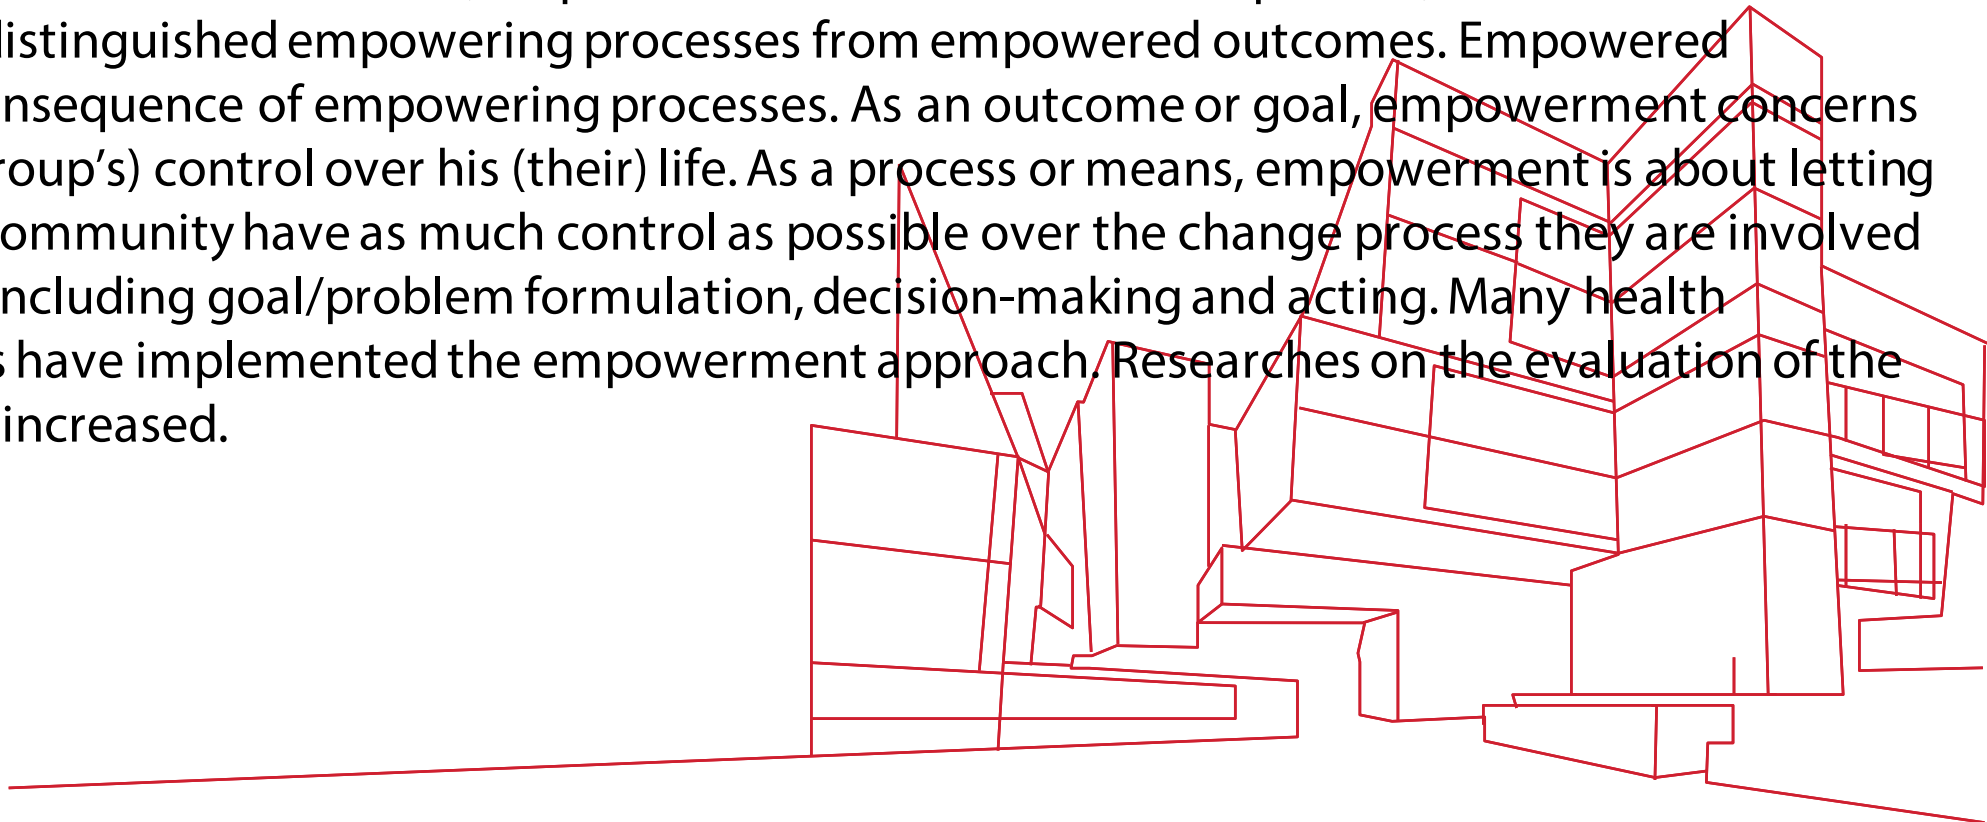 distinguished empowering processes from empowered outcomes. Empowered
nsequence of empowering processes. As an outcome or goal, empowerment concerns
roup’s) control over his (their) life. As a process or means, empowerment is about letting
ommunity have as much control as possible over the change process they are involved
ncluding goal/problem formulation, decision-making and acting. Many health
s have implemented the empowerment approach. Researches on the evaluation of the
increased.